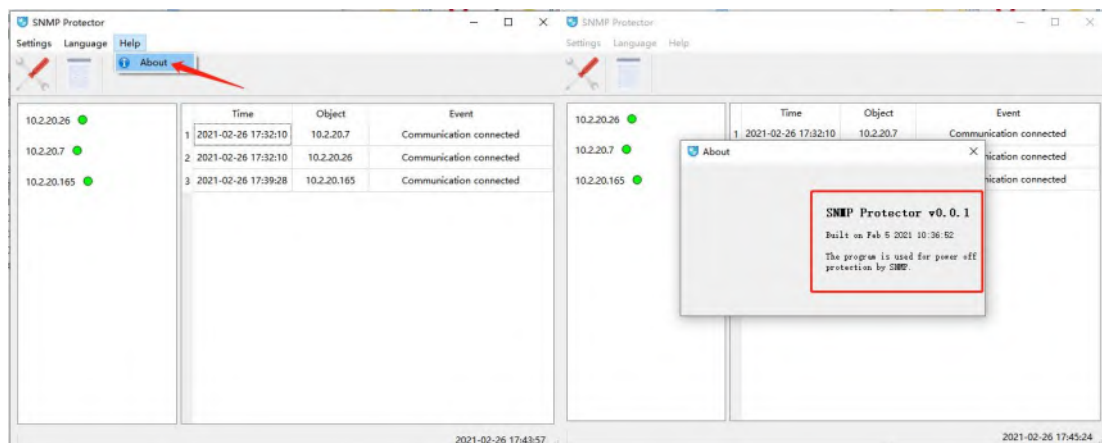 SNMP Protector
Settings Language Help
About
10.2.20.26
10.2.20.7
10.2.20.165
Time Object Event
1 2021-02-26 17:32:10 10.2.20.7 Communication connected
2 2021-02-26 17:32:10 10.2.20.26 Communication connected
3 2021-02-26 17:39:28 10.2.20.165 Communication connected
2021-02-26 17:43:57
SNMP Protector
Settings Language Help
10.2.20.26
10.2.20.7
10.2.20.165
Time Object Event
1 2021-02-26 17:32:10 10.2.20.7 Communication connected
nication connected
nication connected
About
SNMP Protector v0.0.1
Built on Feb 5 2021 10:36:52
The program is used for power off
protection by SNMP.
2021-02-26 17:45:24